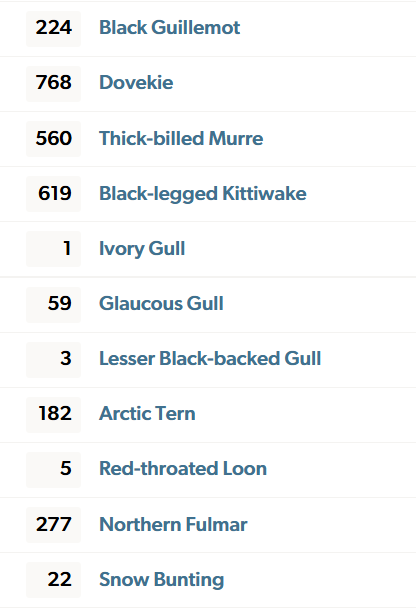 224 Black Guillemot
768 Dovekie
560 Thick-billed Murre
619 Black-legged Kittiwake
1 Ivory Gull
59 Glaucous Gull
3 Lesser Black-backed Gull
182 Arctic Tern
5 Red-throated Loon
277 Northern Fulmar
22 Snow Bunting